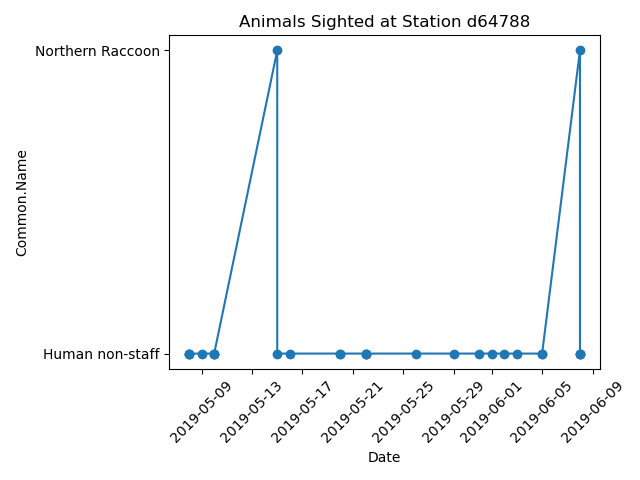 Animals Sighted at Station d64788
Northern Raccoon
Common.Name
Human non-staff
2019-05-09
2019-05-13
2019-05-17
2019-05-21
2019-05-25
2019-05-29
2019-06-01
2019-06-05
2019-06-09
Date